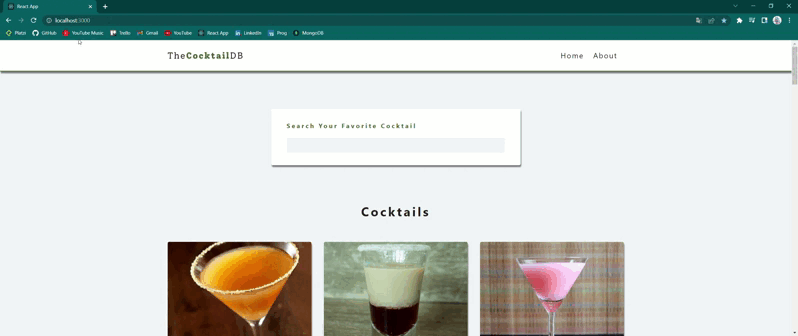 React App
localhost:3000
Platzi GitHub YouTube Music Trello Gmail YouTube React App LinkedIn Prog MongoDB
TheCocktailDB Home About
Search Your Favorite Cocktail
Cocktails